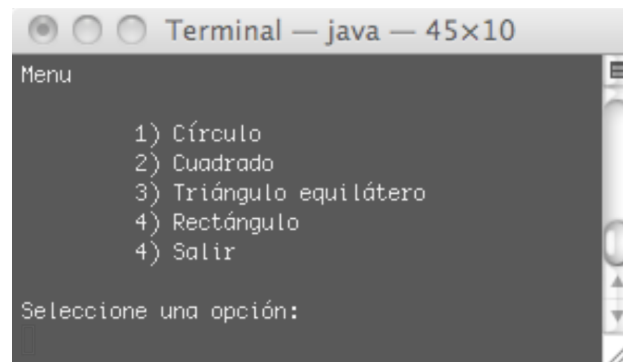 Terminal — java — 45×10
Menu
1) Círculo
2) Cuadrado
3) Triángulo equilátero
4) Rectángulo
4) Salir
Seleccione una opción: